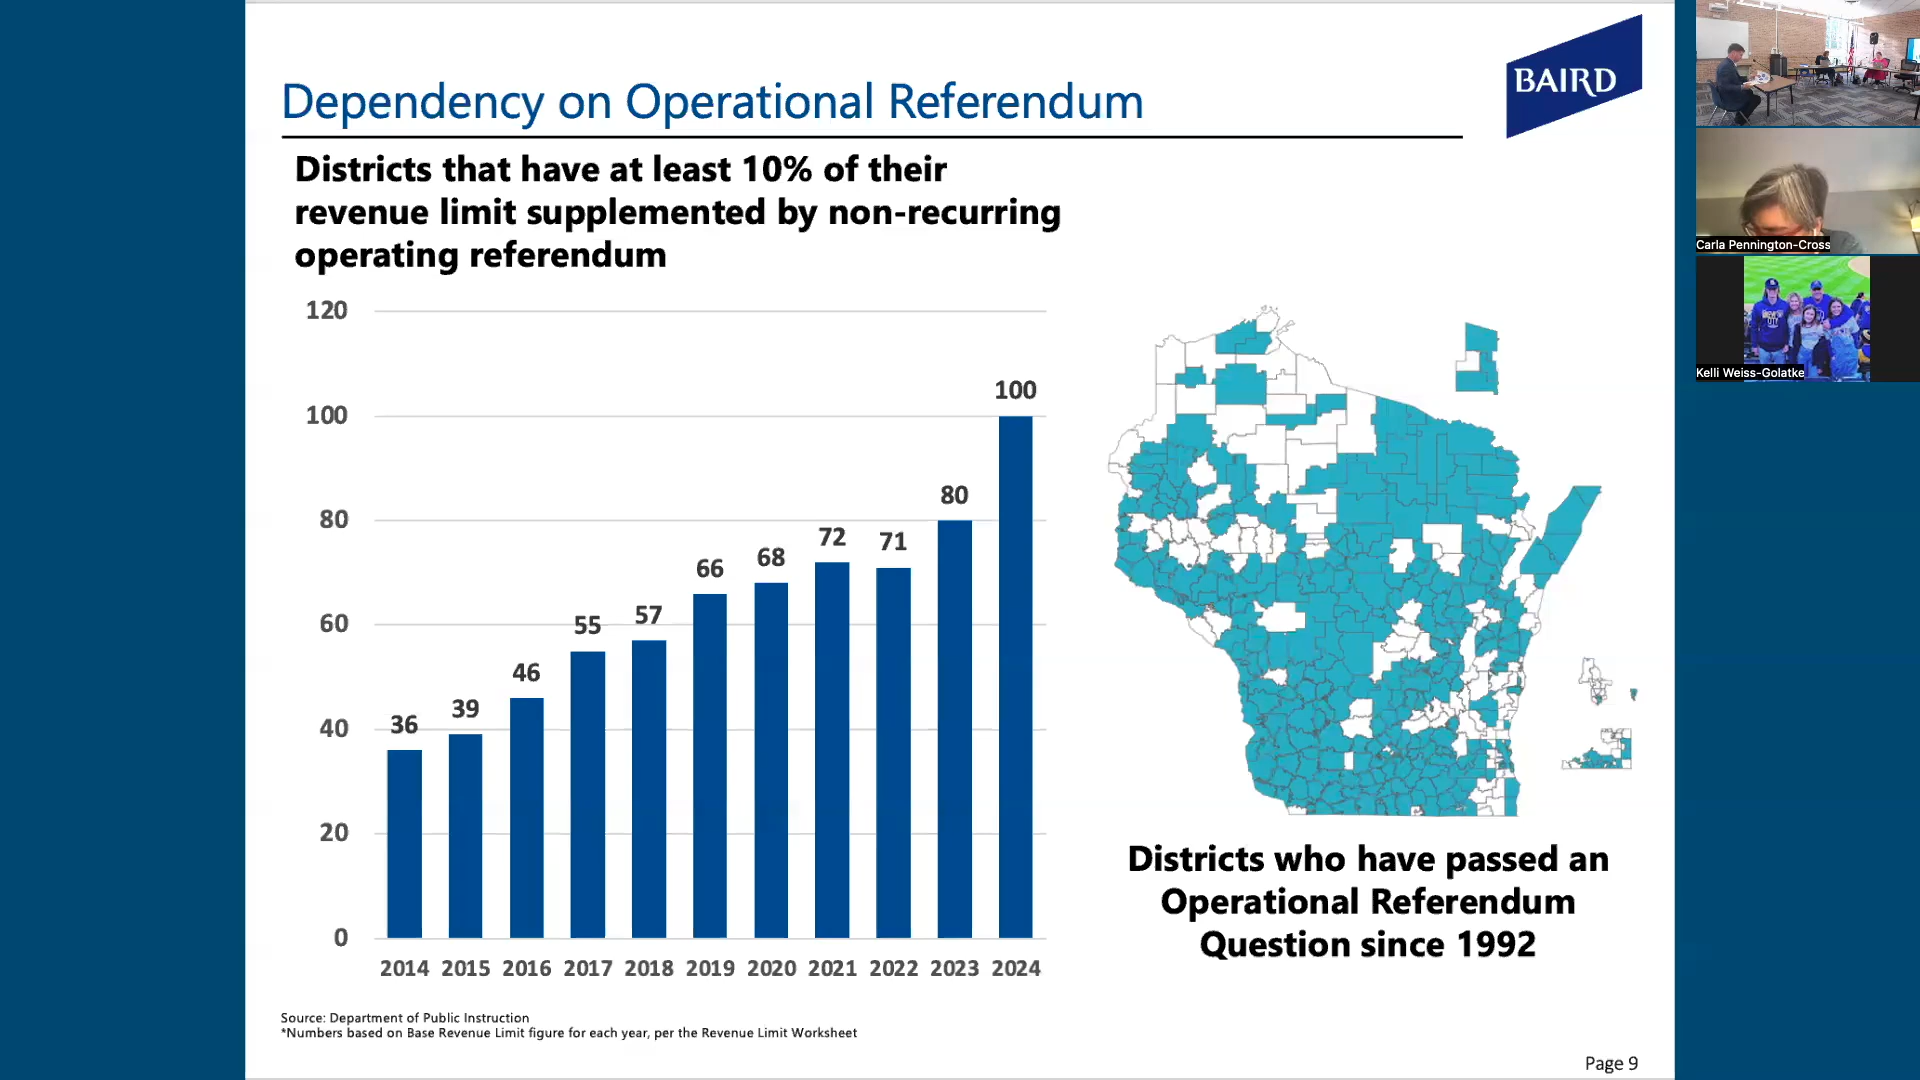 Dependency on Operational Referendum
BAIRD
Districts that have at least 10% of their
revenue limit supplemented by non-recurring
operating referendum
120
100
80
60
40
20
0
36
39
46
55
57
66
68
72
71
80
100
2014 2015 2016 2017 2018 2019 2020 2021 2022 2023 2024
Districts who have passed an
Operational Referendum
Question since 1992
Source: Department of Public Instruction
*Numbers based on Base Revenue Limit figure for each year, per the Revenue Limit Worksheet
Page 9
Carla Pennington-Cross
Kelli Weiss-Golatke